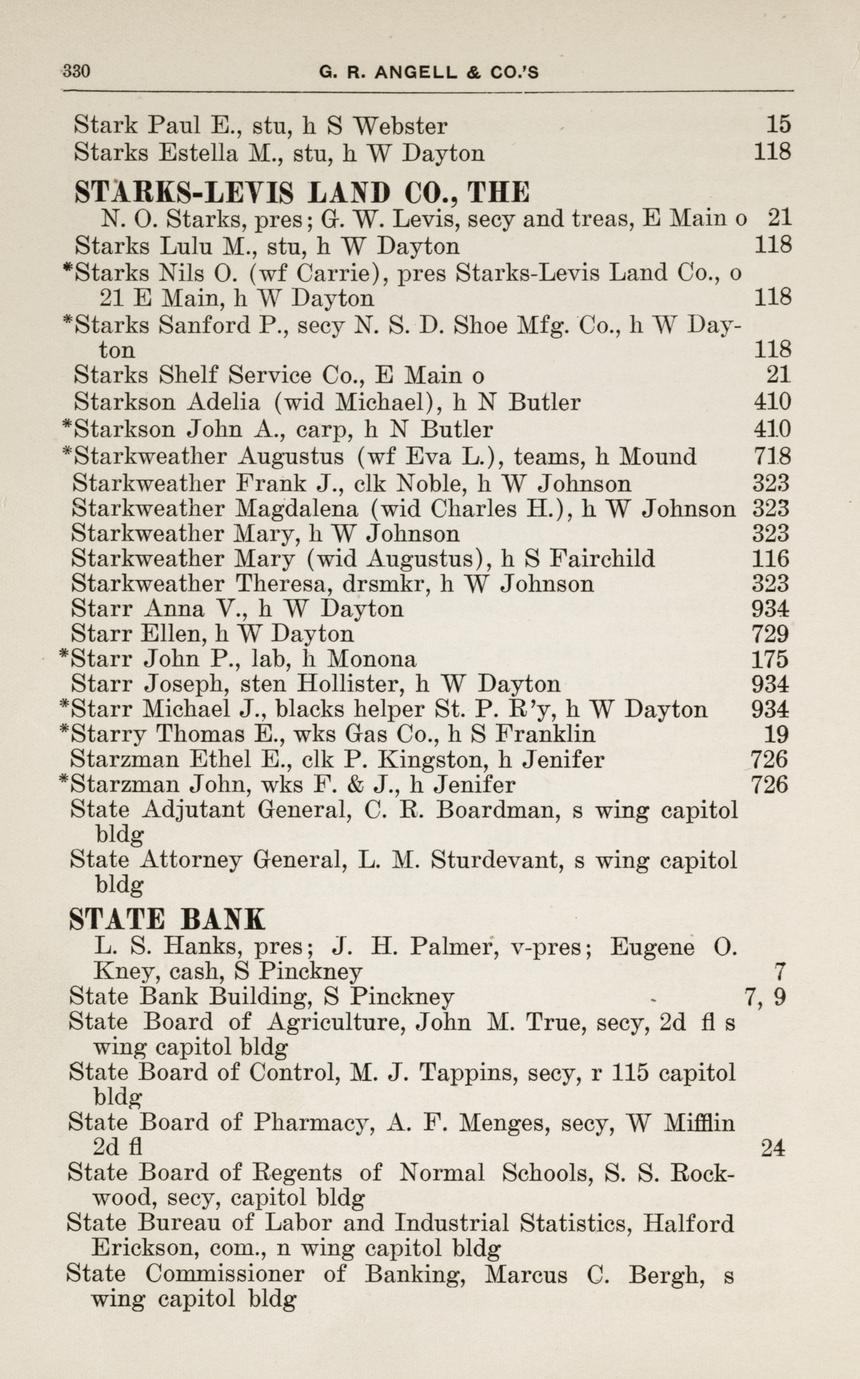 330 G. R. ANGELL & CO.'S
Stark Paul E., stu, h S Webster 15
Starks Estella M., stu, h W Dayton 118
STARKS-LEVIS LAND CO., THE
N. O. Starks, pres; G. W. Levis, secy and treas, E Main o 21
Starks Lulu M., stu, h W Dayton 118
*Starks Nils O. (wf Carrie), pres Starks-Levis Land Co., o
21 E Main, h W Dayton 118
*Starks Sanford P., secy N. S. D. Shoe Mfg. Co., h W Day-
ton 118
Starks Shelf Service Co., E Main o 21
Starkson Adelia (wid Michael), h N Butler 410
*Starkson John A., carp, h N Butler 410
*Starkweather Augustus (wf Eva L.), teams, h Mound 718
Starkweather Frank J., clk Noble, h W Johnson 323
Starkweather Magdalena (wid Charles H.), h W Johnson 323
Starkweather Mary, h W Johnson 323
Starkweather Mary (wid Augustus), h S Fairchild 116
Starkweather Theresa, drsmkr, h W Johnson 323
Starr Anna V., h W Dayton 934
Starr Ellen, h W Dayton 729
*Starr John P., lab, h Monona 175
Starr Joseph, sten Hollister, h W Dayton 934
*Starr Michael J., blacks helper St. P. R'y, h W Dayton 934
*Starry Thomas E., wks Gas Co., h S Franklin 19
Starzman Ethel E., clk P. Kingston, h Jenifer 726
*Starzman John, wks F. & J., h Jenifer 726
State Adjutant General, C. R. Boardman, s wing capitol
bldg
State Attorney General, L. M. Sturdevant, s wing capitol
bldg
STATE BANK
L. S. Hanks, pres; J. H. Palmer, v-pres; Eugene O.
Kney, cash, S Pinckney 7
State Bank Building, S Pinckney 7, 9
State Board of Agriculture, John M. True, secy, 2d fl s
wing capitol bldg
State Board of Control, M. J. Tappins, secy, r 115 capitol
bldg
State Board of Pharmacy, A. F. Menges, secy, W Mifflin
2d fl 24
State Board of Regents of Normal Schools, S. S. Rock-
wood, secy, capitol bldg
State Bureau of Labor and Industrial Statistics, Halford
Erickson, com., n wing capitol bldg
State Commissioner of Banking, Marcus C. Bergh, s
wing capitol bldg